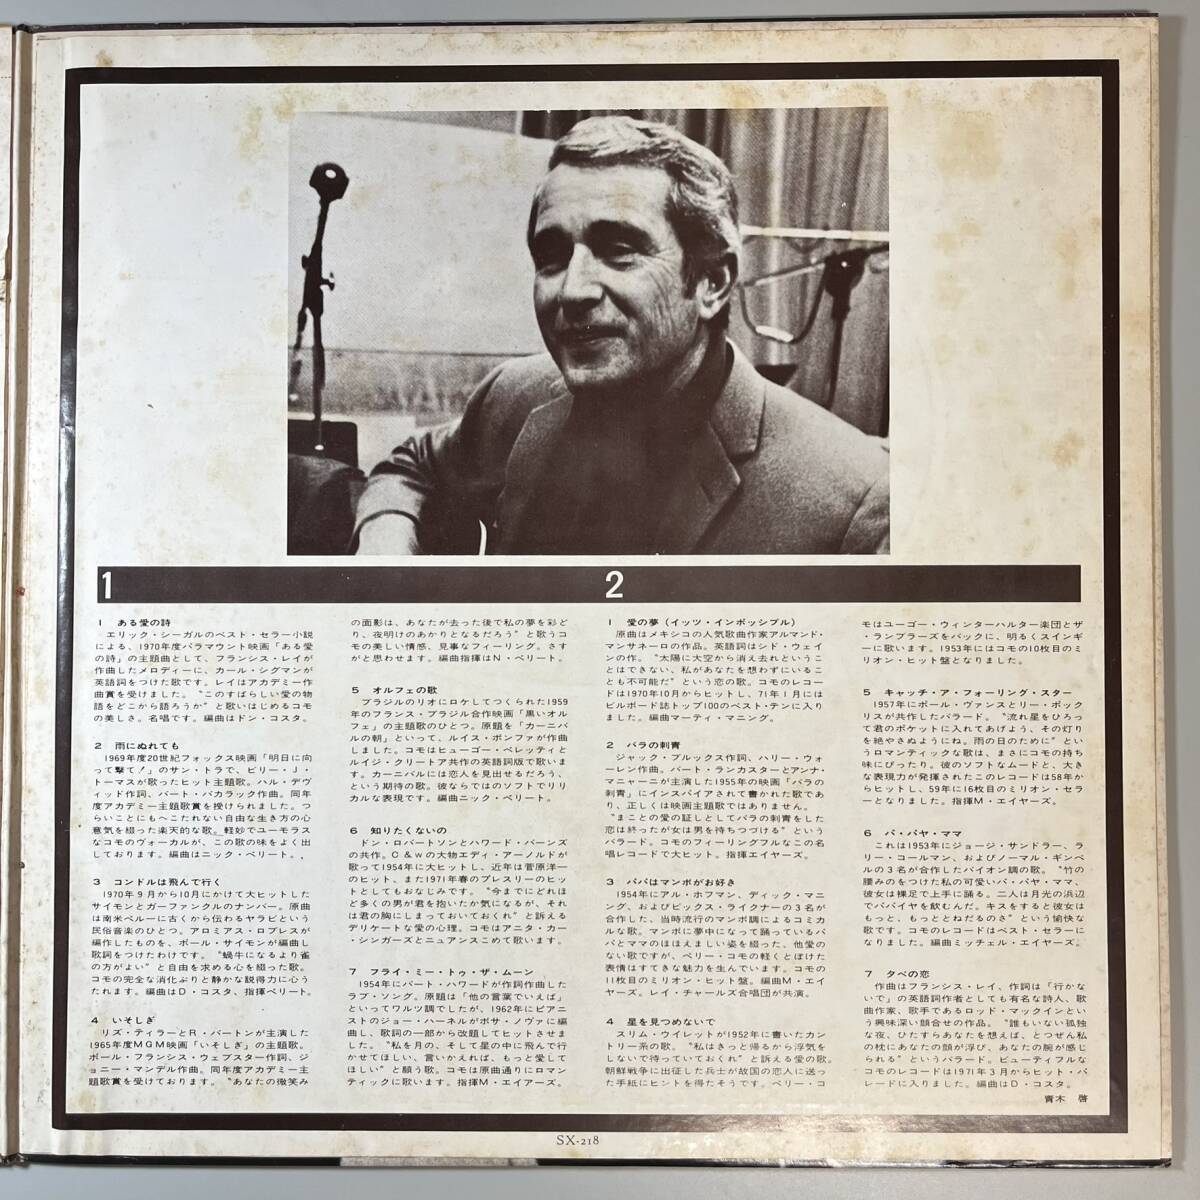 1
2
1 ある愛の詩
エリック・シーガルのベスト・セラー小説
による、1970年度パラマウント映画「ある愛
の詩」の主題曲として、フランシス・レイが
作曲したメロディーに、カール・シグマンが
英語詞をつけた歌です。レイはアカデミー作
曲賞を受けました。"このすばらしい愛の物
語をどこから語ろうか"と歌いはじめるコモ
の美しさ。名唱です。編曲はドン・コスタ。
2 雨にぬれても
1969年度20世紀フォックス映画「明日に向
って撃て!」のサン・トラで、ビリー・J・
トーマスが歌ったヒット主題歌。ハル・デヴ
ィッド作詞、バート・バカラック作曲。同年
度アカデミー主題歌賞を授けられました。つ
らいことにもへこたれない自由な生き方の心
意気を綴った楽天的な歌。軽妙でユーモラス
なコモのヴォーカルが、この歌の味をよく出
しております。編曲はニック・ペリート。
3 コンドルは飛んで行く
1970年9月から10月にかけて大ヒットした
サイモンとガーファンクルのナンバー。原曲
は南米ペルーに古くから伝わるヤラビという
民俗音楽のひとつ。アロミアス・ロブレスが
編作したものを、ポール・サイモンが編曲し
歌詞をつけたわけです。"蝸牛になるより雀
の方がよい"と自由を求める心を綴った歌。
コモの完全な消化ぶりと静かな説得力に心う
たれます。編曲はD・コスタ、指揮ペリート。
4 いそしぎ
リズ・テイラーとR・バートンが主演した
1965年度MGM映画「いそしぎ」の主題歌。
ポール・フランシス・ウェブスター作詞、ジ
ョニー・マンデル作曲。同年度アカデミー主
題歌賞を受けております。"あなたの微笑み
の面影は、あなたが去った後で私の夢を彩ど
り、夜明けのあかりとなるだろう"と歌うコ
モの美しい情感、見事なフィーリング。さす
がと思わせます。編曲指揮はN・ペリート。
5 オルフェの歌
ブラジルのリオにロケしてつくられた1959
年のフランス・ブラジル合作映画「黒いオル
フェ」の主題歌のひとつ。原題を「カーニバ
ルの朝」といって、ルイス・ボンファが作曲
しました。コモはヒューゴー・ペレッティと
ルイジ・クリートア共作の英語詞版で歌いま
す。カーニバルには恋人を見出せるだろう、
という期待の歌。彼ならではのソフトでリリ
カルな表現です。編曲ニック・ペリート。
6 知りたくないの
ドン・ロバートソンとハワード・バーンズ
の共作。C&Wの大物エディ・アーノルドが
歌って1954年に大ヒットし、近年は菅原洋一
のヒット、また1971年春のプレスリーのヒッ
トとしてもおなじみです。"今までにどれほ
ど多くの男が君を抱いたか気になるが、それ
は君の胸にしまっておいておくれ"と訴える
デリケートな愛の心理。コモはアニタ・カー
・シンガーズとニュアンスこめて歌います。
7 フライ・ミー・トゥ・ザ・ムーン
1954年にバート・ハワードが作詞作曲した
ラブ・ソング。原題は「他の言葉でいえば」
といってワルツ調でしたが、1962年にピアニ
ストのジョー・ハーネルがボサ・ノヴァに編
曲し、歌詞の一部から改題してヒットさせま
した。"私を月の、そして星の中に飛んで行
かせてほしい、言いかえれば、もっと愛して
ほしい"と願う歌。コモは原曲通りにロマン
ティックに歌います。指揮M・エイアーズ。
1 愛の夢(イッツ・インポッシブル)
原曲はメキシコの人気歌曲作家アルマンド・
マンサネーロの作品。英語詞はシド・ウェイ
ンの作。"太陽に大空から消え去れというこ
とはできない、私があなたを想わずにいるこ
とも不可能だ"という恋の歌。コモのレコー
ドは1970年10月からヒットし、71年1月には
ビルボード誌トップ100のベスト・テンに入り
ました。編曲マーティ・マニング。
2 バラの刺青
ジャック・ブルックス作詞、ハリー・ウォ
ーレン作曲。バート・ランカスターとアンナ
・マニャーニが主演した1955年の映画「バラの
刺青」にインスパイアされて書かれた歌であ
り、正しくは映画主題歌ではありません。
"まことの愛の証しとしてバラの刺青をした
恋は終ったが女は男を待ちつづける"という
バラード。コモのフィーリングフルなこの名
唱レコードで大ヒット。指揮エイヤーズ。
3 パパはマンボがお好き
1954年にアル・ホフマン、ディック・マニ
ング、およびビックス・ライクナーの3名が
合作した、当時流行のマンボ調によるコミカ
ルな歌。マンボに夢中になって踊っているパ
パとママのほほえましい姿を綴った、他愛の
ない歌ですが、ペリー・コモの軽くとぼけた
表情はすてきな魅力を生んでいます。コモの
11枚目のミリオン・ヒット盤。編曲M・エイ
ヤーズ。レイ・チャールズ合唱団が共演。
4 星を見つめないで
スリム・ウイレットが1952年に書いたカン
トリー系の歌。"私はきっと帰るから浮気を
しないで待っていておくれ"と訴える愛の歌。
朝鮮戦争に出征した兵士が故国の恋人に送っ
た手紙にヒントを得たそうです。ペリー・コ
モはユーゴー・ウィンターハルター楽団とザ
・ランブラーズをバックに、明るくスインギ
ーに歌います。1953年にはコモの10枚目のミ
リオン・ヒット盤となりました。
5 キャッチ・ア・フォーリング・スター
1957年にポール・ヴァンスとリー・ポック
リスが共作したバラード。"流れ星をひろっ
て君のポケットに入れてあげよう、その灯り
を絶やさぬようにね。雨の日のために"とい
うロマンティックな歌は、まさにコモの持ち
味にぴったり。彼のソフトなムードと、大き
な表現力が発揮されたこのレコードは58年か
らヒットし、59年に16枚目のミリオン・セラ
ーとなりました。指揮M・エイヤーズ。
6 パ・パヤ・ママ
これは1953年にジョージ・サンドラー、ラ
リー・コールマン、およびノーマル・ギンベ
ルの3名が合作したバイオン調の歌。"竹の
腰みのをつけた私の可愛いパ・パヤ・ママ、
彼女は裸足で上手に踊る。二人は月光の浜辺
でパパイヤを飲むんだ。キスをすると彼女は
もっと、もっととねだるのさ"という愉快な
歌です。コモのレコードはベスト・セラーに
なりました。編曲ミッチェル・エイヤーズ。
7 夕べの恋
作曲はフランシス・レイ、作詞は「行かな
いで」の英語詞作者としても有名な詩人、歌
曲作家、歌手であるロッド・マックインとい
う興味深い顔合せの作品。"誰もいない孤独
な夜、ひたすらあなたを想えば、とつぜん私
の枕にあなたの顔が浮び、あなたの腕が感じ
られる"というバラード。ビューティフルな
コモのレコードは1971年3月からヒット・パ
レードに入りました。編曲はD・コスタ。
青木 啓
SX-218